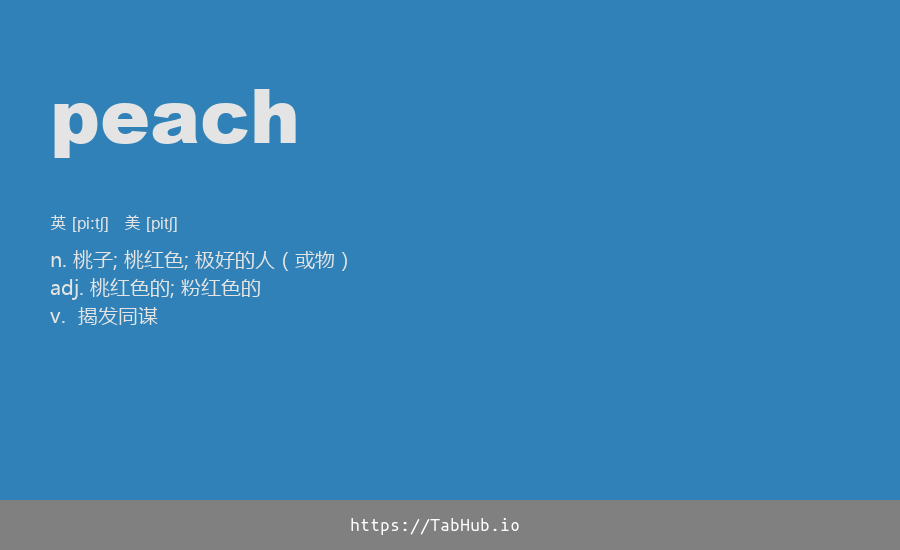 peach
英 [piːtʃ] 美 [pitʃ]
n. 桃子; 桃红色; 极好的人（或物）
adj. 桃红色的; 粉红色的
v. 揭发同谋
https://TabHub.io